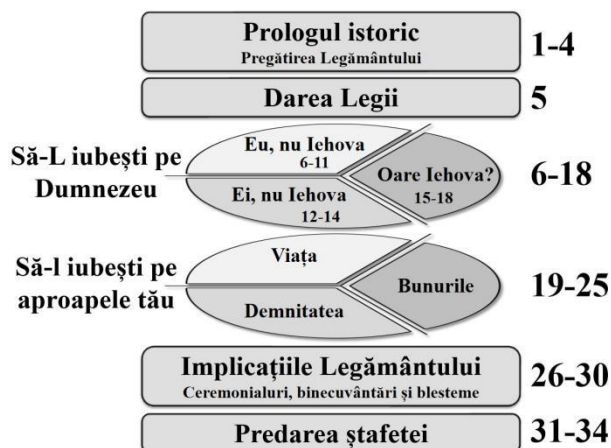 Prologul istoric
Pregătirea Legământului
1-4
Darea Legii
5
Să-L iubești pe
Dumnezeu
Eu, nu Iehova
6-11
Ei, nu Iehova
12-14
Oare Iehova?
15-18
6-18
Să-l iubești pe
aproapele tău
Viața
Demnitatea
Bunurile
19-25
Implicațiile Legământului
Ceremonialuri, binecuvântări și blesteme
26-30
Predarea ștafetei
31-34